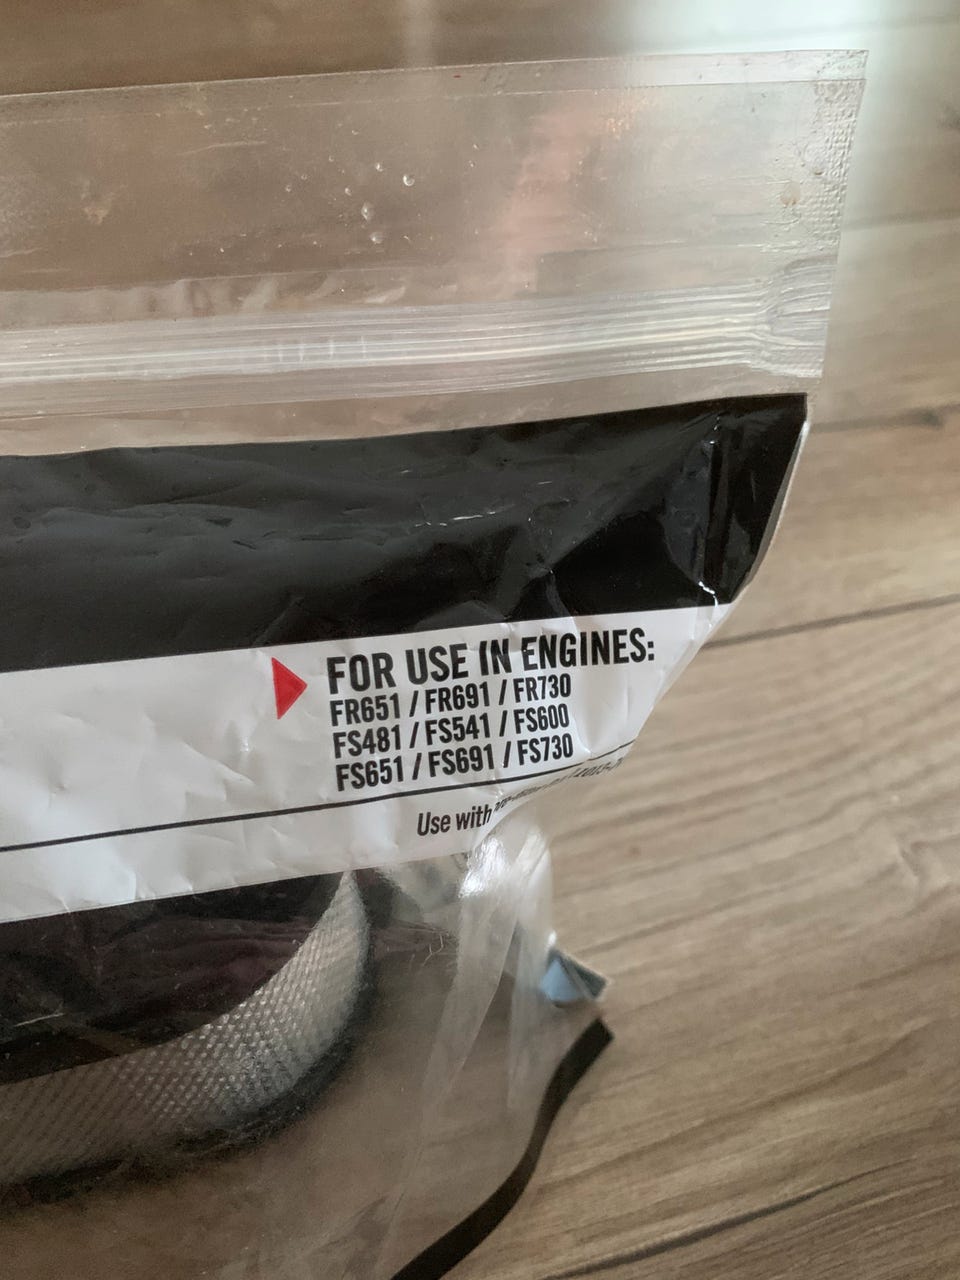 FOR USE IN ENGINES:
FR651 / FR691 / FR730
FS481 / FS541 / FS600
FS651 / FS691 / FS730
Use with